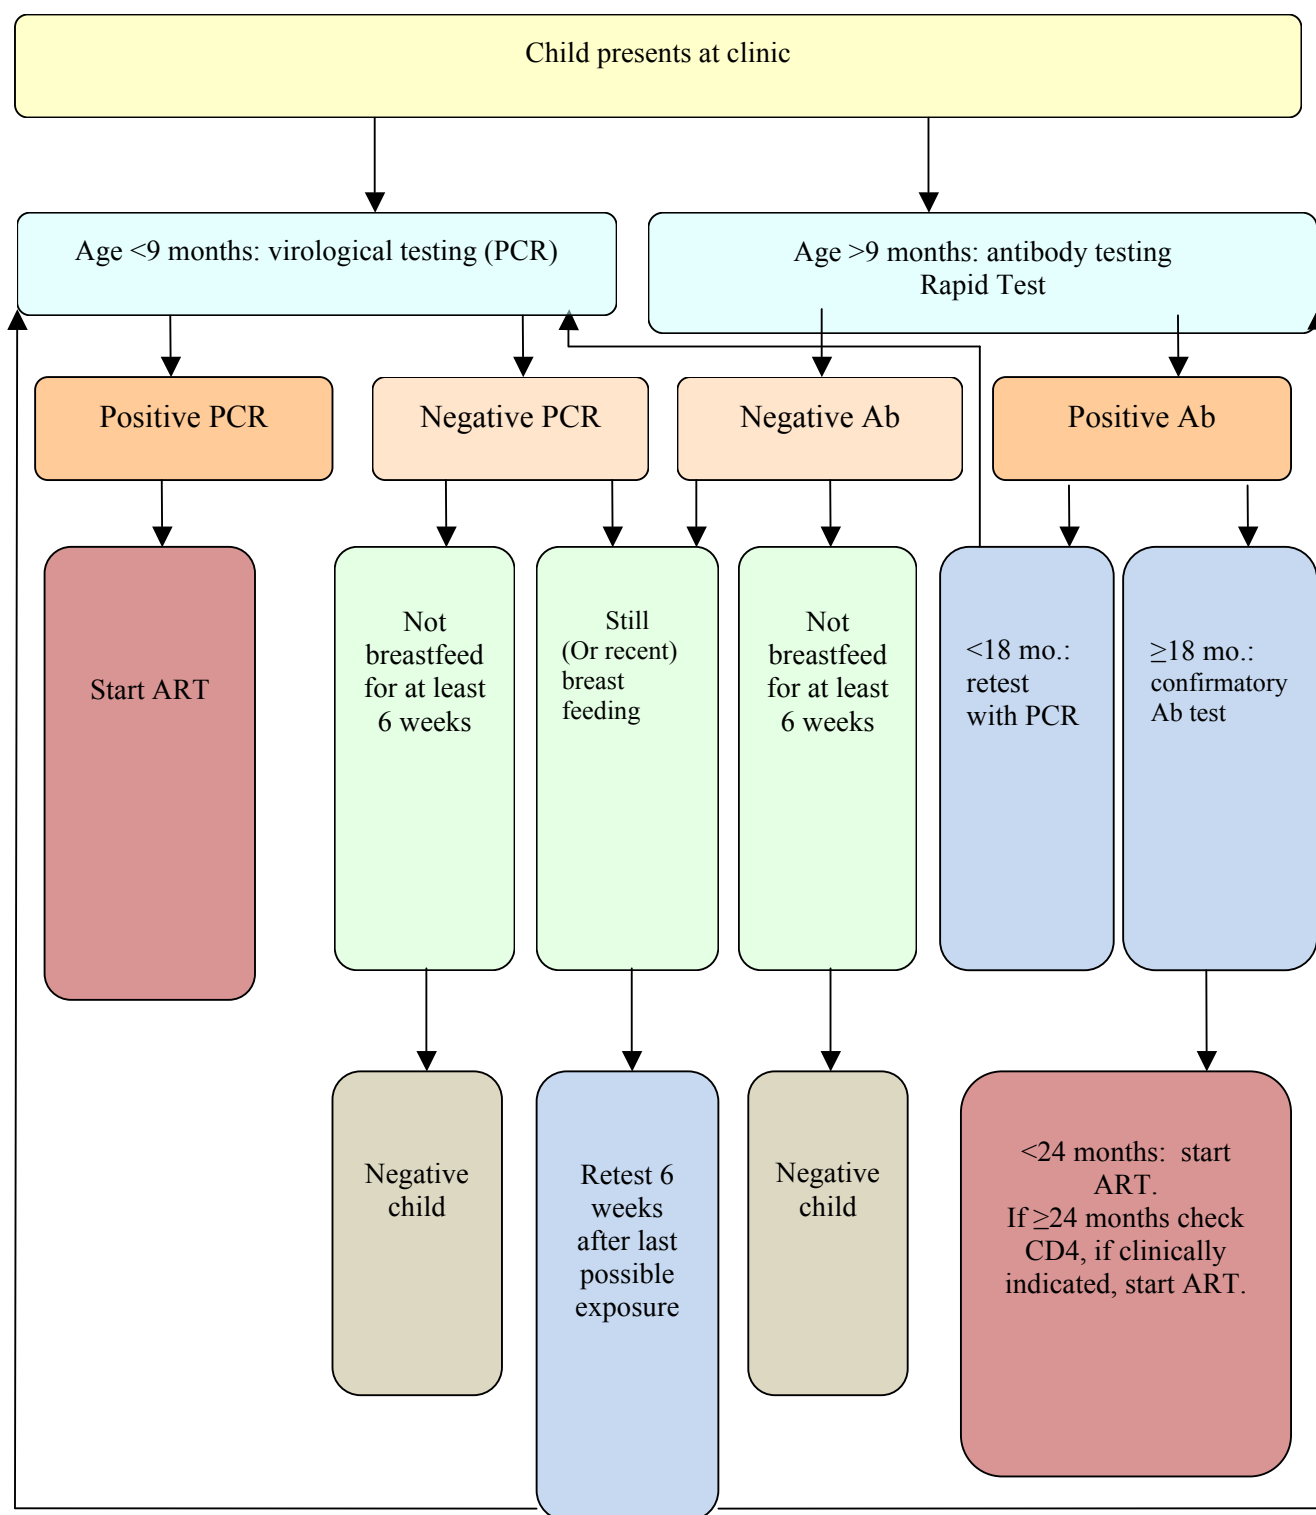 Child presents at clinic
Age <9 months: virological testing (PCR)
Age >9 months: antibody testing
Rapid Test
Positive PCR
Negative PCR
Negative Ab
Positive Ab
Start ART
Not
breastfeed
for at least
6 weeks
Still
(Or recent)
breast
feeding
Not
breastfeed
for at least
6 weeks
<18 mo.:
retest
with PCR
≥18 mo.:
confirmatory
Ab test
Negative
child
Retest 6
weeks
after last
possible
exposure
Negative
child
<24 months: start
ART.
If ≥24 months check
CD4, if clinically
indicated, start ART.